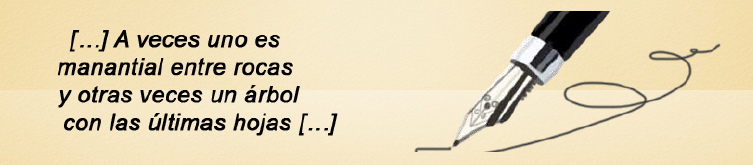 [...] A veces uno es
manantial entre rocas
y otras veces un árbol
con las últimas hojas [...]